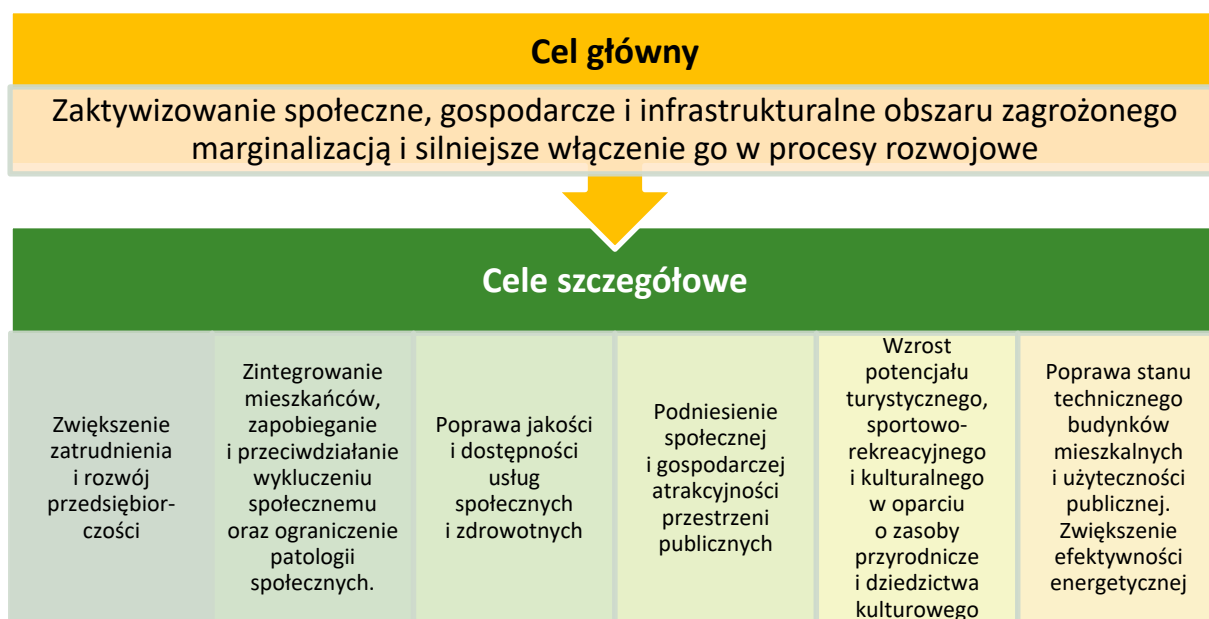 Cel główny
Zaktywizowanie społeczne, gospodarcze i infrastrukturalne obszaru zagrożonego
marginalizacją i silniejsze włączenie go w procesy rozwojowe
Cele szczegółowe
Zwiększenie
zatrudnienia
i rozwój
przedsiębior-
czości
Zintegrowanie
mieszkańców,
zapobieganie
i przeciwdziałanie
wykluczeniu
społecznemu
oraz ograniczenie
patologii
społecznych.
Poprawa jakości
i dostępności
usług
społecznych
i zdrowotnych
Podniesienie
społecznej
i gospodarczej
atrakcyjności
przestrzeni
publicznych
Wzrost
potencjału
turystycznego,
sportowo-
rekreacyjnego
i kulturalnego
w oparciu
o zasoby
przyrodnicze
i dziedzictwa
kulturowego
Poprawa stanu
technicznego
budynków
mieszkalnych
i użyteczności
publicznej.
Zwiększenie
efektywności
energetycznej